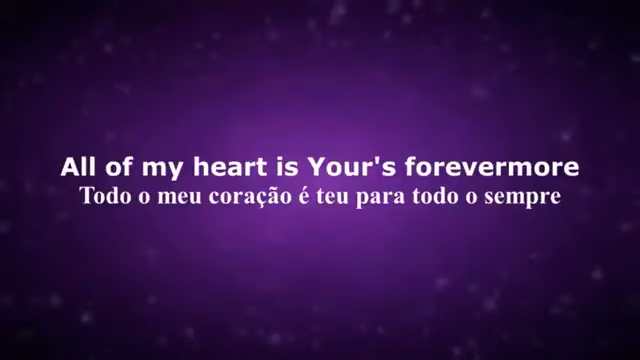 All of my heart is Your's forevermore
Todo o meu coração é teu para todo o sempre